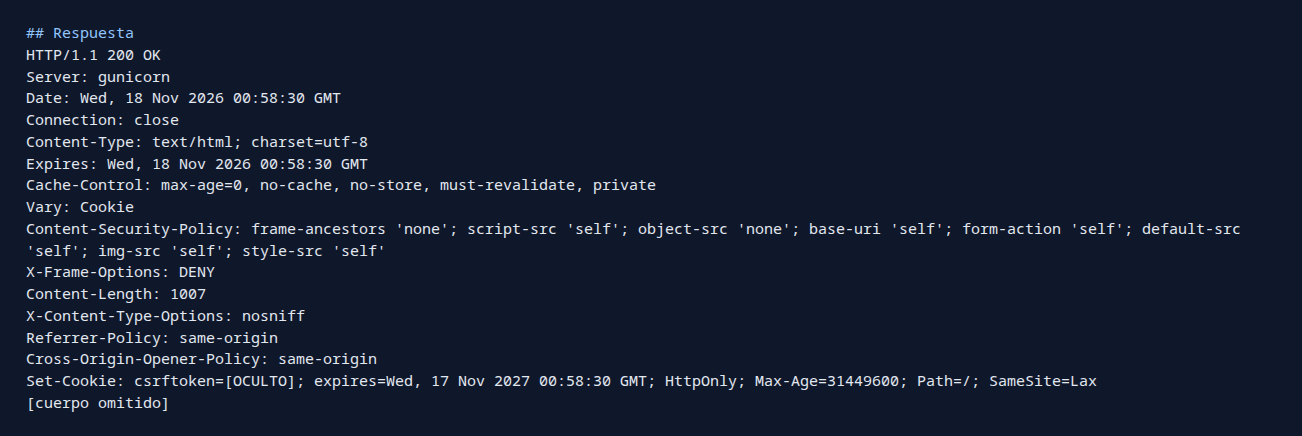 ## Respuesta
HTTP/1.1 200 OK
Server: gunicorn
Date: Wed, 18 Nov 2026 00:58:30 GMT
Connection: close
Content-Type: text/html; charset=utf-8
Expires: Wed, 18 Nov 2026 00:58:30 GMT
Cache-Control: max-age=0, no-cache, no-store, must-revalidate, private
Vary: Cookie
Content-Security-Policy: frame-ancestors 'none'; script-src 'self'; object-src 'none'; base-uri 'self'; form-action 'self'; default-src
'self'; img-src 'self'; style-src 'self'
X-Frame-Options: DENY
Content-Length: 1007
X-Content-Type-Options: nosniff
Referrer-Policy: same-origin
Cross-Origin-Opener-Policy: same-origin
Set-Cookie: csrftoken=[OCULTO]; expires=Wed, 17 Nov 2027 00:58:30 GMT; HttpOnly; Max-Age=31449600; Path=/; SameSite=Lax
[cuerpo omitido]